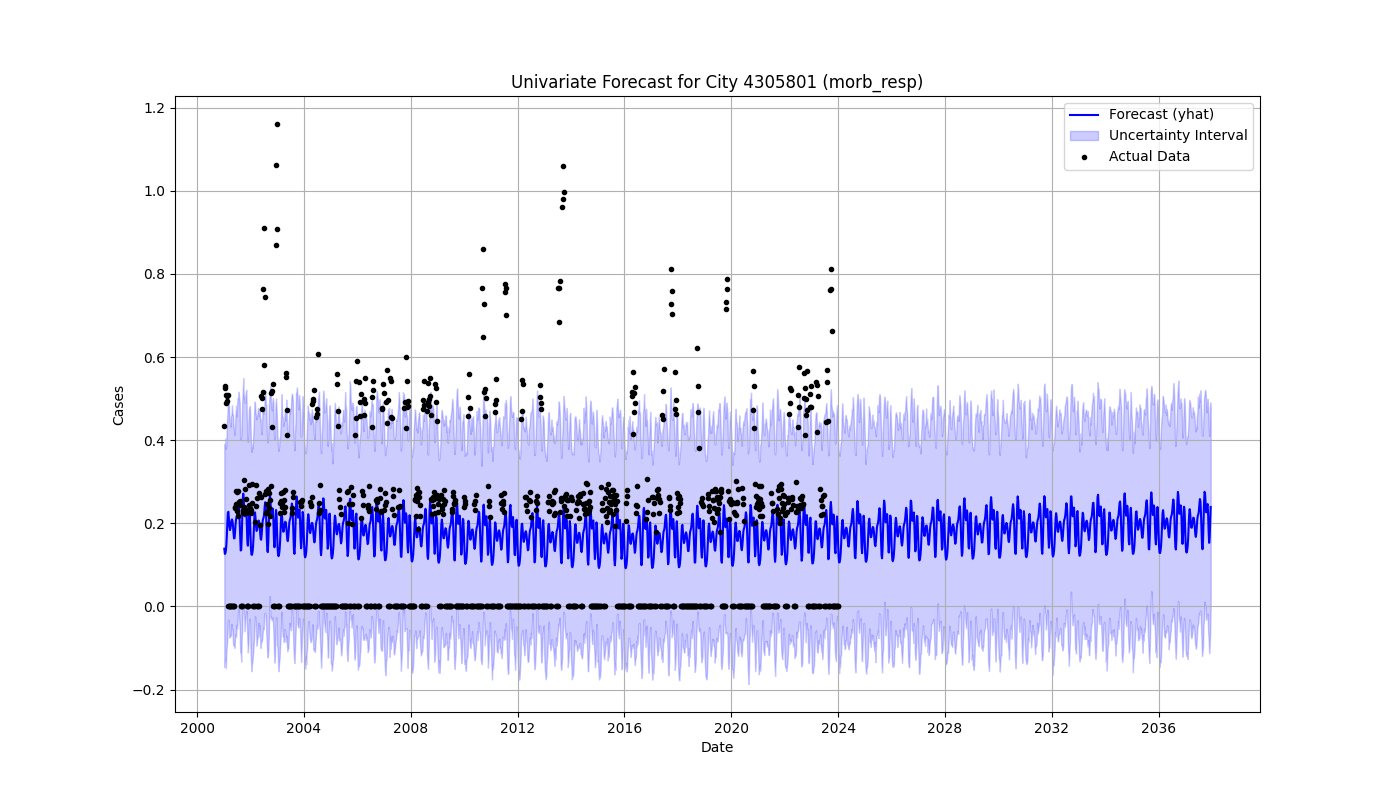 Univariate Forecast for City 4305801 (morb_resp)
Forecast (yhat)
Uncertainty Interval
Actual Data
1.2
1.0
0.8
0.6
0.4
0.2
0.0
−0.2
Cases
2000 2004 2008 2012 2016 2020 2024 2028 2032 2036
Date